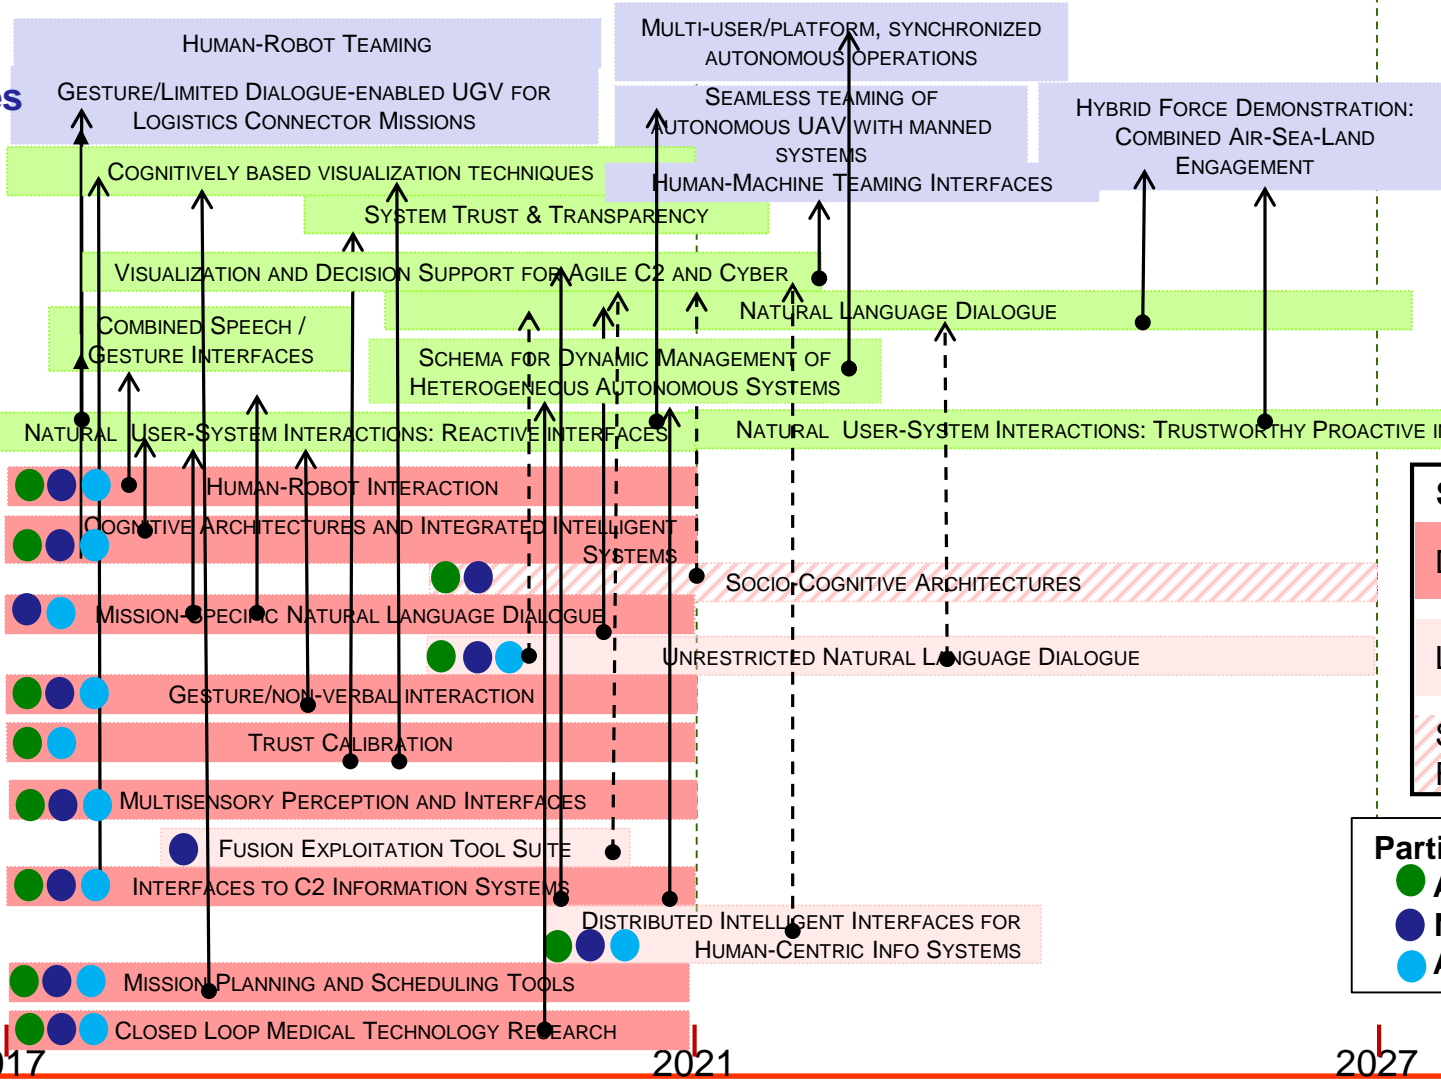 Human-Robot Teaming
Multi-user/platform, synchronized
autonomous operations
es
Gesture/Limited Dialogue-enabled UGV for
Logistics Connector Missions
Seamless teaming of
autonomous UAV with manned
systems
Hybrid Force Demonstration:
Combined Air-Sea-Land
Engagement
Cognitively based visualization techniques
Human-Machine Teaming Interfaces
System Trust & Transparency
Visualization and Decision Support for Agile C2 and Cyber
Natural Language Dialogue
Combined Speech /
Gesture Interfaces
Schema for Dynamic Management of
Heterogeneous Autonomous Systems
Natural User-System Interactions: Reactive interfaces
Natural User-System Interactions: Trustworthy Proactive i
Human-Robot Interaction
Cognitive Architectures and Integrated Intelligent
Systems
Socio-Cognitive Architectures
Mission-Specific Natural Language Dialogue
Unrestricted Natural Language Dialogue
Gesture/non-verbal interaction
Trust Calibration
Multisensory Perception and Interfaces
Fusion Exploitation Tool Suite
Interfaces to C2 Information Systems
Distributed Intelligent Interfaces for
Human-Centric Info Systems
Mission Planning and Scheduling Tools
Closed Loop Medical Technology Research
Parti
A
A
017
2021
2027